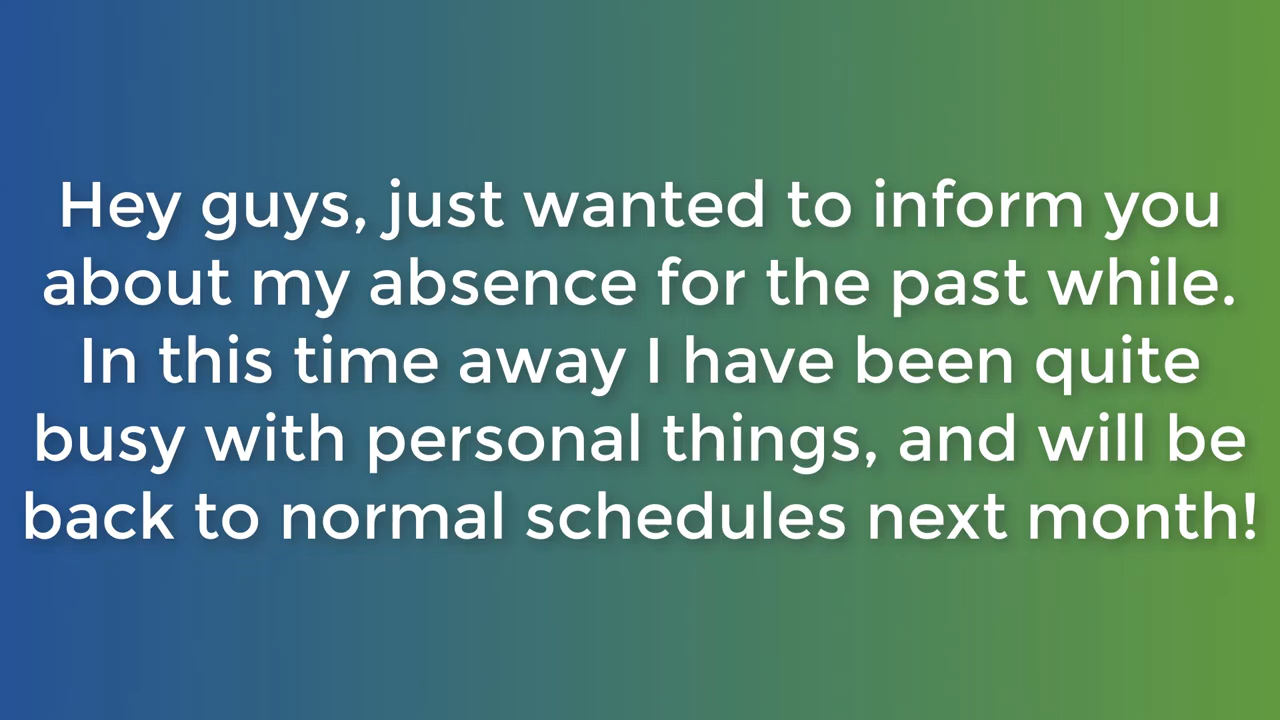 Hey guys, just wanted to inform you
about my absence for the past while.
In this time away I have been quite
busy with personal things, and will be
back to normal schedules next month!